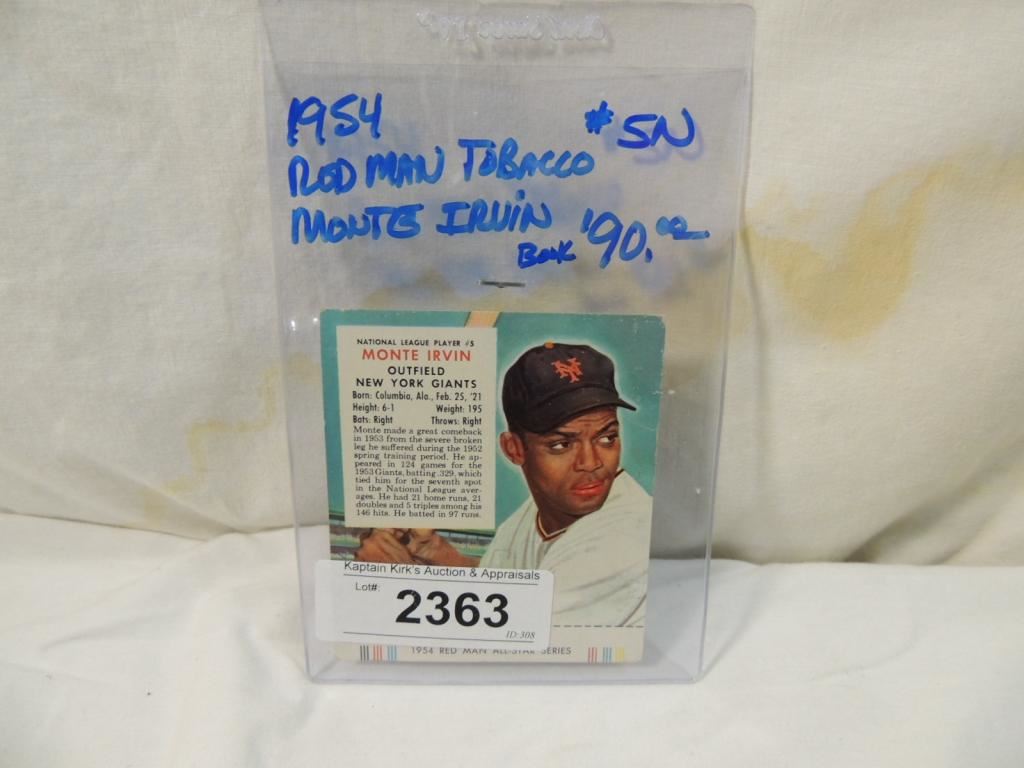 1954 #5N
RED MAN TOBACCO
MONTE IRVIN
BOOK $90.00
NATIONAL LEAGUE PLAYER #5
MONTE IRVIN
OUTFIELD
NEW YORK GIANTS
Born: Columbia, Ala., Feb. 25, '21
Height: 6-1 Weight: 195
Bats: Right Throws: Right
Monte made a great comeback
in 1953 from the severe broken
leg he suffered during the 1952
spring training period. He ap-
peared in 124 games for the
1953 Giants, batting .329, which
tied him for the seventh spot
in the National League aver-
ages. He had 21 home runs, 21
doubles and 5 triples among his
146 hits. He batted in 97 runs.
NY
Kaptain Kirk's Auction & Appraisals
Lot#:
2363
ID:308
1954 RED MAN ALL-STAR SERIES